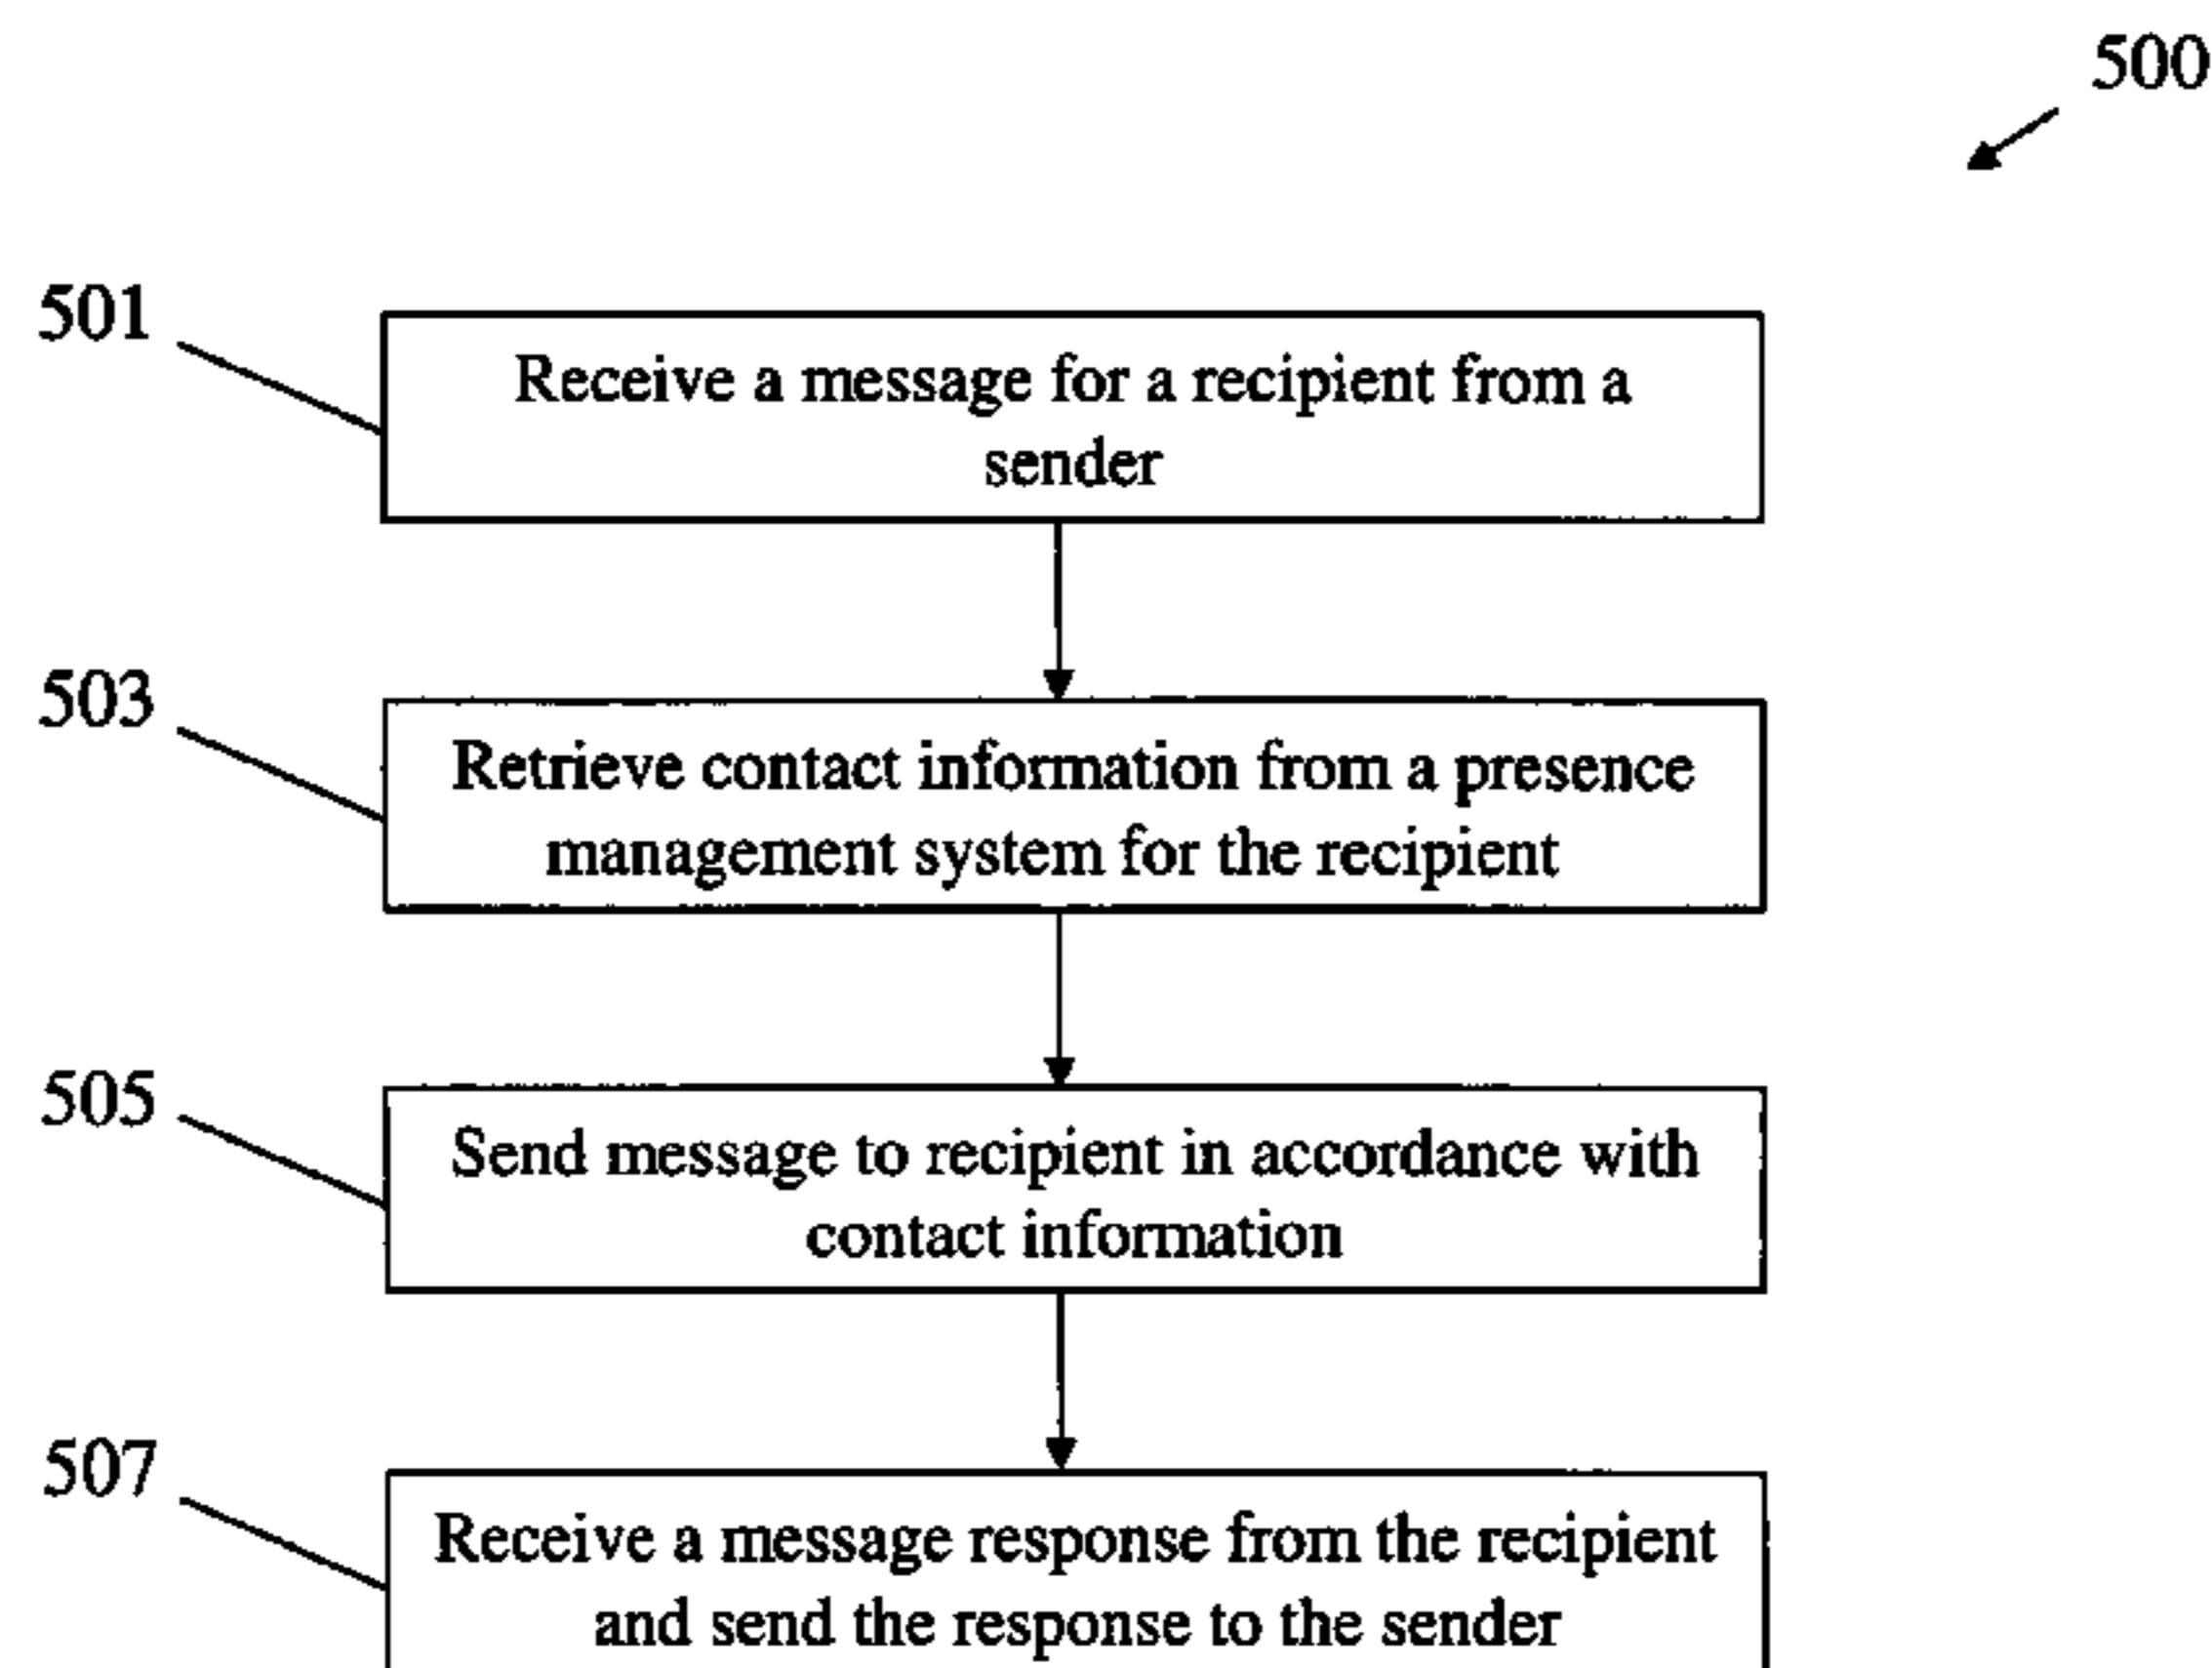 500
501
Receive a message for a recipient from a
sender
503
Retrieve contact information from a presence
management system for the recipient
505
Send message to recipient in accordance with
contact information
507
Receive a message response from the recipient
and send the response to the sender